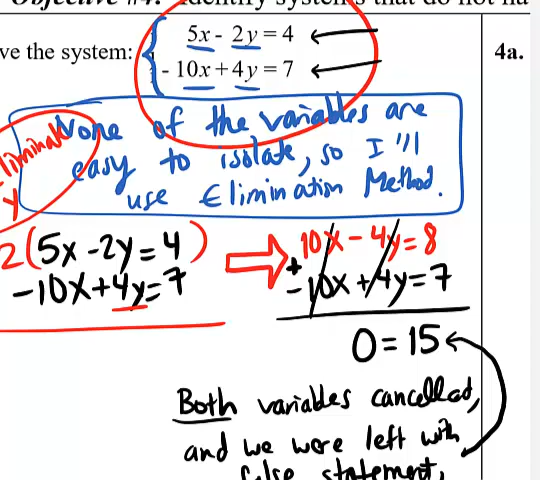 Objective #4: Identify systems that do not ha
ve the system: 5x - 2y = 4
- 10x + 4y = 7
4a.
None of the variables are
easy to isolate, so I'll
use Elimination Method.
liminate
y
2(5x - 2y = 4)
-10x + 4y = 7
10x - 4y = 8
+ -10x + 4y = 7
0 = 15
Both variables cancelled,
and we were left with
false statement,